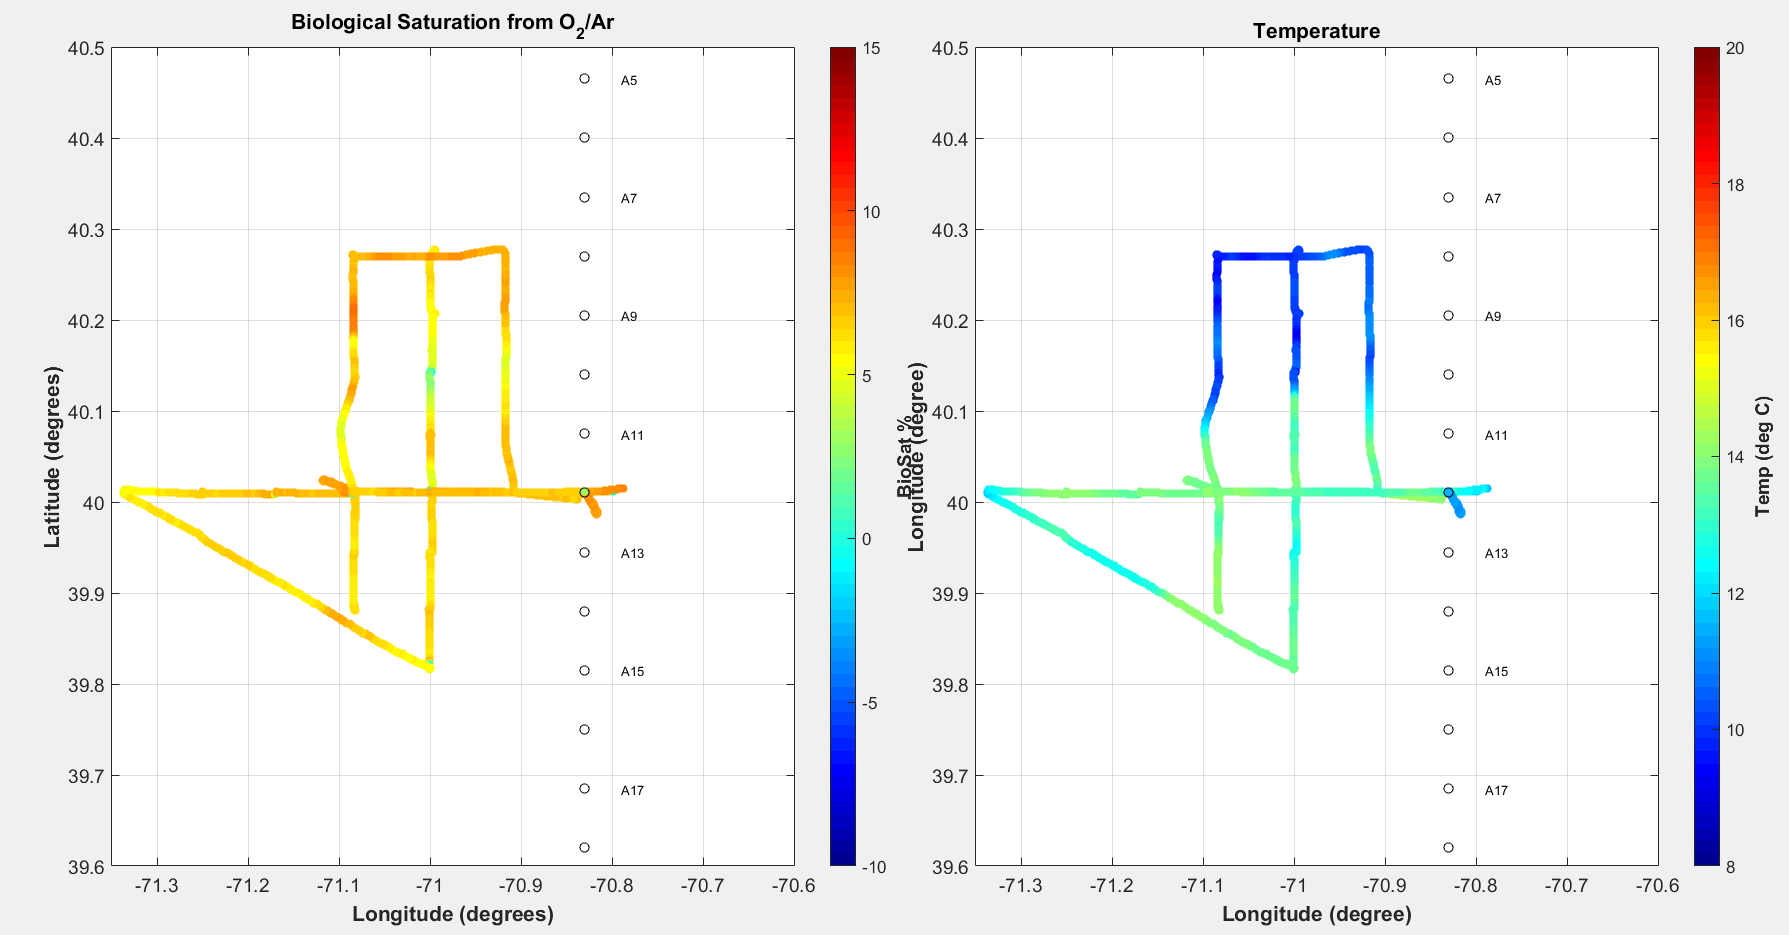 Biological Saturation from O2/Ar
40.5
40.4
40.3
40.2
40.1
40
39.9
39.8
39.7
39.6
Latitude (degrees)
-71.3
-71.2
-71.1
-71
-70.9
-70.8
-70.7
-70.6
Longitude (degrees)
A5
A7
A9
A11
A13
A15
A17
15
10
5
0
-5
-10
BioSat %
Temperature
40.5
40.4
40.3
40.2
40.1
40
39.9
39.8
39.7
39.6
Longitude (degree)
-71.3
-71.2
-71.1
-71
-70.9
-70.8
-70.7
-70.6
Longitude (degree)
A5
A7
A9
A11
A13
A15
A17
20
18
16
14
12
10
8
Temp (deg C)